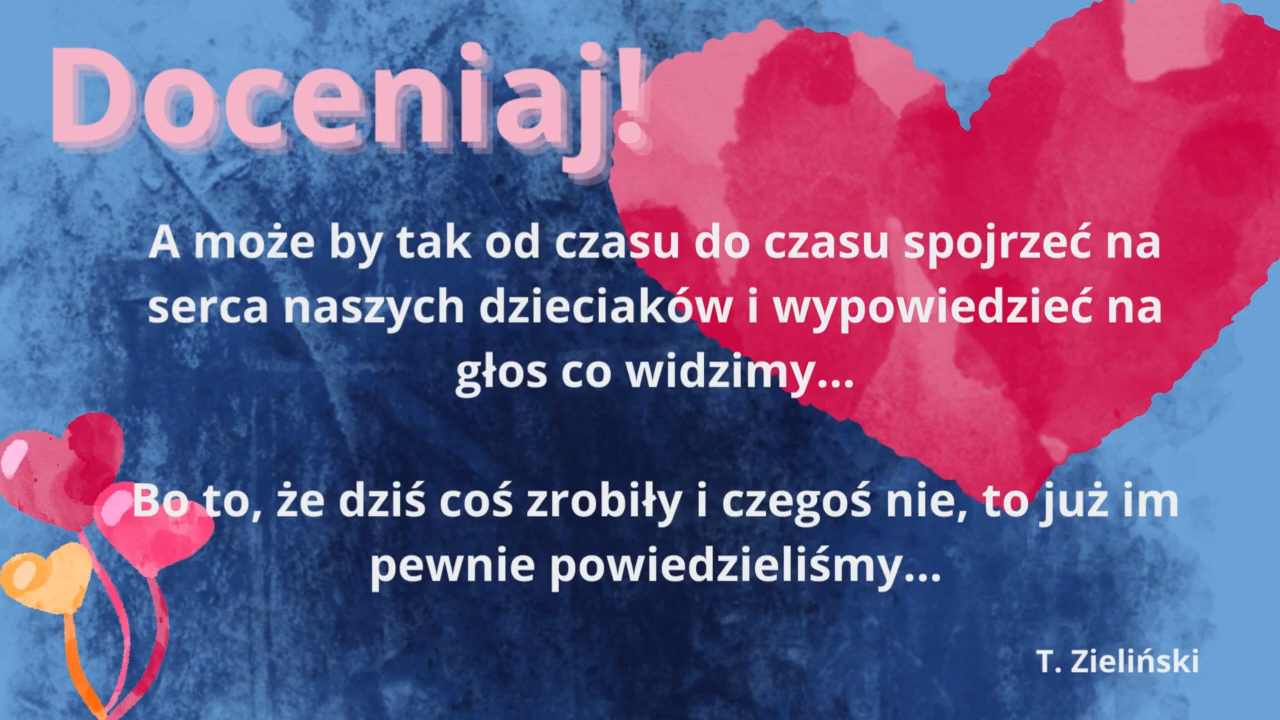 Doceniaj!
A może by tak od czasu do czasu spojrzeć na
serca naszych dzieciaków i wypowiedzieć na
głos co widzimy...
Bo to, że dziś coś zrobiły i czegoś nie, to już im
pewnie powiedzieliśmy...
T. Zieliński